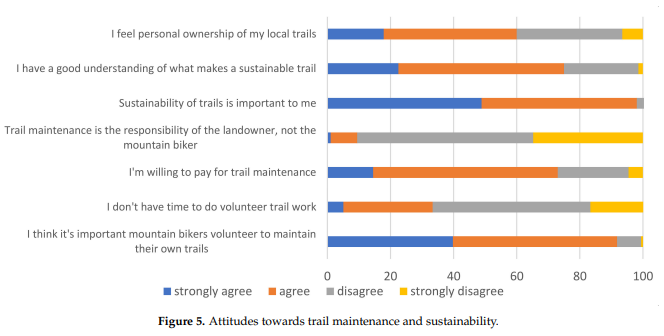 I feel personal ownership of my local trails
I have a good understanding of what makes a sustainable trail
Sustainability of trails is important to me
Trail maintenance is the responsibility of the landowner, not the
mountain biker
I'm willing to pay for trail maintenance
I don't have time to do volunteer trail work
I think it's important mountain bikers volunteer to maintain
their own trails
0 20 40 60 80 100
strongly agree agree disagree strongly disagree
Figure 5. Attitudes towards trail maintenance and sustainability.